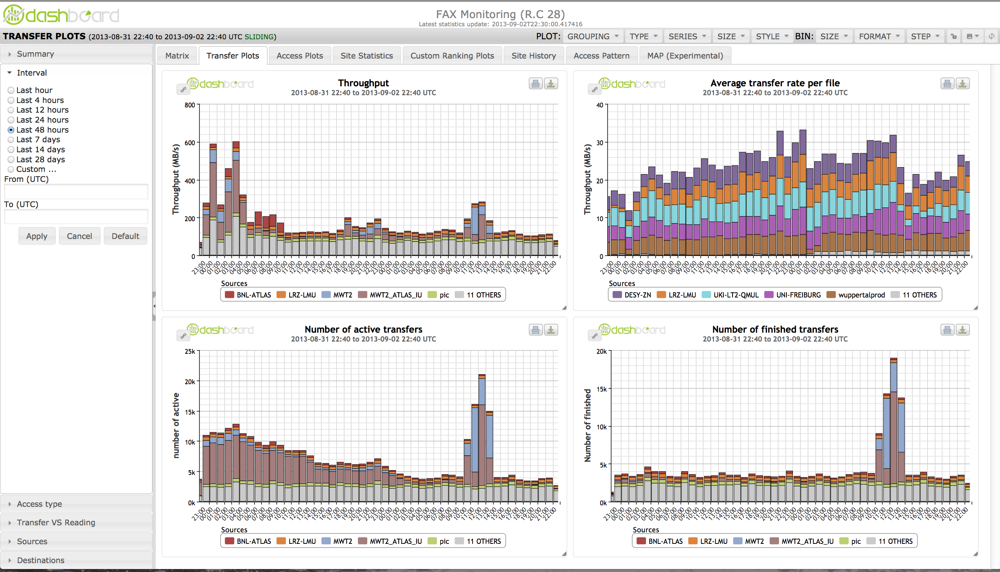 dashboard
FAX Monitoring (R.C 28)
Latest statistics update: 2013-09-02T22:30:00.417416
TRANSFER PLOTS (2013-08-31 22:40 to 2013-09-02 22:40 UTC SLIDING)
PLOT: GROUPING TYPE SERIES SIZE STYLE BIN: SIZE FORMAT STEP
Summary
Interval
Last hour
Last 4 hours
Last 12 hours
Last 24 hours
Last 48 hours
Last 7 days
Last 14 days
Last 28 days
Custom ...
From (UTC)
To (UTC)
Apply Cancel Default
Access type
Transfer VS Reading
Sources
Destinations
Matrix Transfer Plots Access Plots Site Statistics Custom Ranking Plots Site History Access Pattern MAP (Experimental)
dashboard
Throughput
2013-08-31 22:40 to 2013-09-02 22:40 UTC
Throughput (MB/s)
800
600
400
200
0
23:00 00:00 01:00 02:00 03:00 04:00 05:00 06:00 07:00 08:00 09:00 10:00 11:00 12:00 13:00 14:00 15:00 16:00 17:00 18:00 19:00 20:00 21:00 22:00 23:00 00:00 01:00 02:00 03:00 04:00 05:00 06:00 07:00 08:00 09:00 10:00 11:00 12:00 13:00 14:00 15:00 16:00 17:00 18:00 19:00 20:00 21:00 22:00
Sources
BNL-ATLAS LRZ-LMU MWT2 MWT2_ATLAS_IU pic 11 OTHERS
dashboard
Average transfer rate per file
2013-08-31 22:40 to 2013-09-02 22:40 UTC
Throughput (MB/s)
40
30
20
10
0
23:00 00:00 01:00 02:00 03:00 04:00 05:00 06:00 07:00 08:00 09:00 10:00 11:00 12:00 13:00 14:00 15:00 16:00 17:00 18:00 19:00 20:00 21:00 22:00 23:00 00:00 01:00 02:00 03:00 04:00 05:00 06:00 07:00 08:00 09:00 10:00 11:00 12:00 13:00 14:00 15:00 16:00 17:00 18:00 19:00 20:00 21:00 22:00
Sources
DESY-ZN LRZ-LMU UKI-LT2-QMUL UNI-FREIBURG wuppertalprod 11 OTHERS
dashboard
Number of active transfers
2013-08-31 22:40 to 2013-09-02 22:40 UTC
number of active
25k
20k
15k
10k
5k
0k
23:00 00:00 01:00 02:00 03:00 04:00 05:00 06:00 07:00 08:00 09:00 10:00 11:00 12:00 13:00 14:00 15:00 16:00 17:00 18:00 19:00 20:00 21:00 22:00 23:00 00:00 01:00 02:00 03:00 04:00 05:00 06:00 07:00 08:00 09:00 10:00 11:00 12:00 13:00 14:00 15:00 16:00 17:00 18:00 19:00 20:00 21:00 22:00
Sources
BNL-ATLAS LRZ-LMU MWT2 MWT2_ATLAS_IU pic 11 OTHERS
dashboard
Number of finished transfers
2013-08-31 22:40 to 2013-09-02 22:40 UTC
Number of finished
20k
15k
10k
5k
0k
23:00 00:00 01:00 02:00 03:00 04:00 05:00 06:00 07:00 08:00 09:00 10:00 11:00 12:00 13:00 14:00 15:00 16:00 17:00 18:00 19:00 20:00 21:00 22:00 23:00 00:00 01:00 02:00 03:00 04:00 05:00 06:00 07:00 08:00 09:00 10:00 11:00 12:00 13:00 14:00 15:00 16:00 17:00 18:00 19:00 20:00 21:00 22:00
Sources
BNL-ATLAS LRZ-LMU MWT2 MWT2_ATLAS_IU pic 11 OTHERS